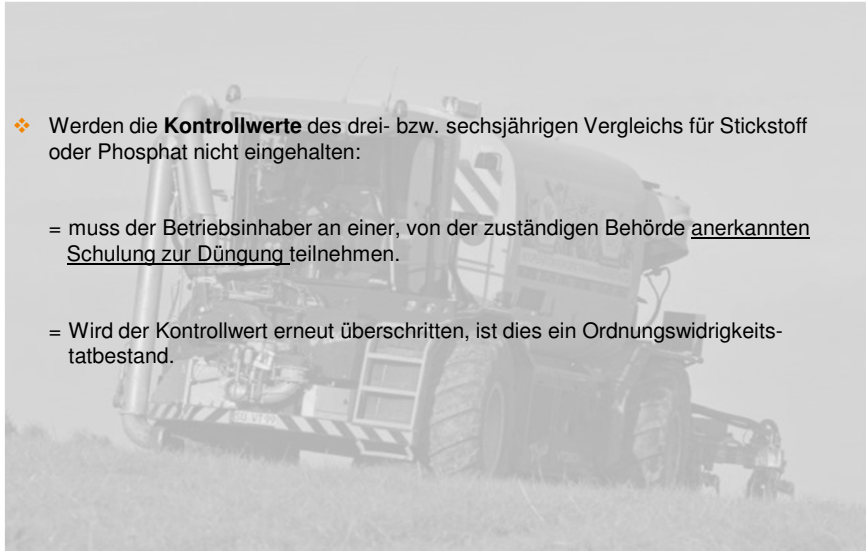 ❖ Werden die Kontrollwerte des drei- bzw. sechsjährigen Vergleichs für Stickstoff
oder Phosphat nicht eingehalten:
= muss der Betriebsinhaber an einer, von der zuständigen Behörde anerkannten
Schulung zur Düngung teilnehmen.
= Wird der Kontrollwert erneut überschritten, ist dies ein Ordnungswidrigkeits-
tatbestand.